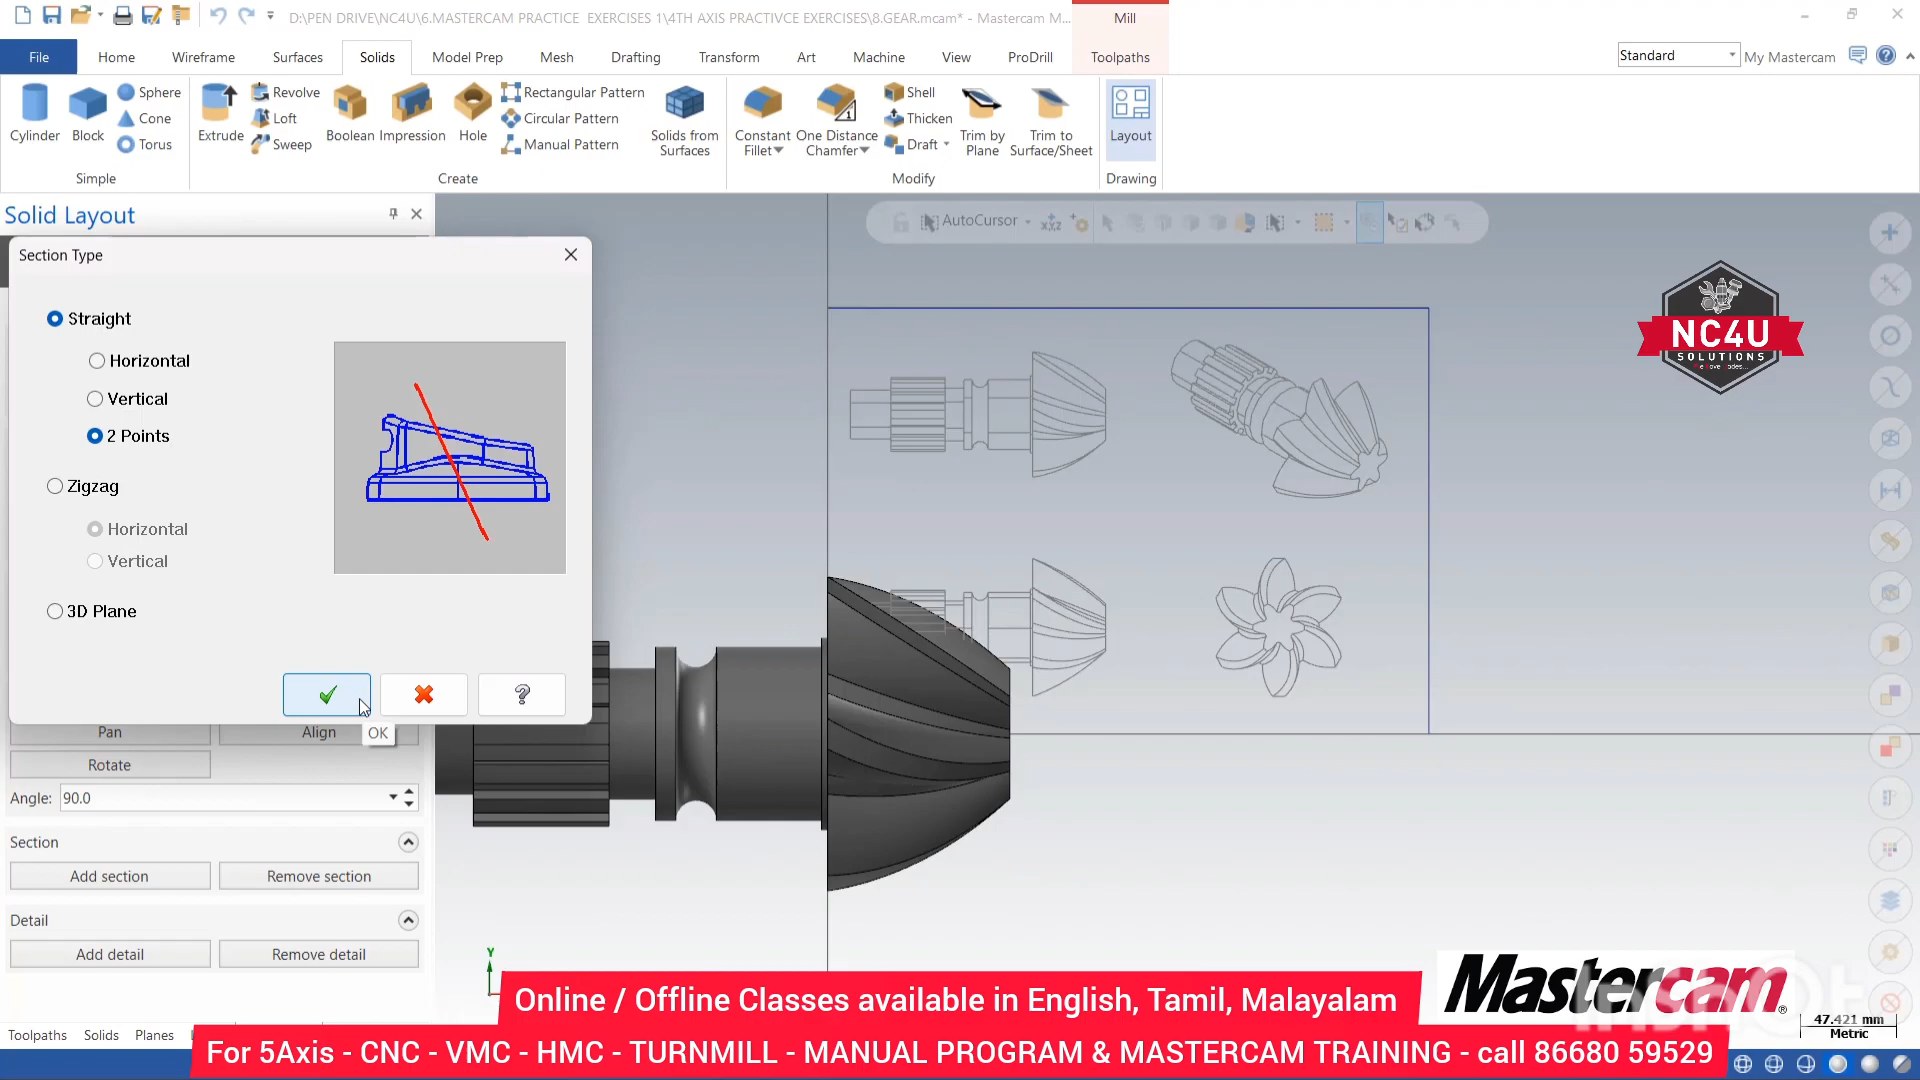 D:\PEN DRIVE\NC4U\6.MASTERCAM PRACTICE EXERCISES 1\4TH AXIS PRACTIVCE EXERCISES\8.GEAR.mcam* - Mastercam M...
Mill
File
Home
Wireframe
Surfaces
Solids
Model Prep
Mesh
Drafting
Transform
Art
Machine
View
ProDrill
Toolpaths
Standard
My Mastercam
Cylinder
Block
Sphere
Cone
Torus
Simple
Extrude
Revolve
Loft
Sweep
Boolean
Impression
Hole
Rectangular Pattern
Circular Pattern
Manual Pattern
Solids from
Surfaces
Create
Constant
Fillet
One Distance
Chamfer
Shell
Thicken
Draft
Trim by
Plane
Trim to
Surface/Sheet
Modify
Layout
Drawing
Solid Layout
AutoCursor
Section Type
Straight
Horizontal
Vertical
2 Points
Zigzag
Horizontal
Vertical
3D Plane
OK
Pan
Align
Rotate
Angle: 90.0
Section
Add section
Remove section
Detail
Add detail
Remove detail
Toolpaths
Solids
Planes
Y
NC4U
SOLUTIONS
Mastercam
47.421 mm
Metric
Online / Offline Classes available in English, Tamil, Malayalam
For 5Axis - CNC - VMC - HMC - TURNMILL - MANUAL PROGRAM & MASTERCAM TRAINING - call 86680 59529